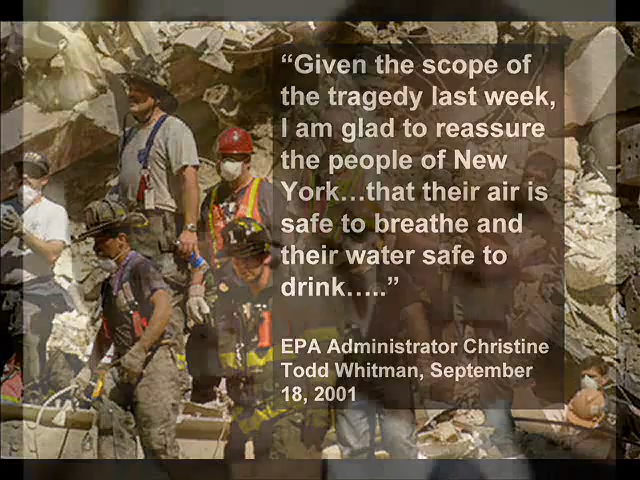 “Given the scope of
the tragedy last week,
I am glad to reassure
the people of New
York…that their air is
safe to breathe and
their water safe to
drink…..”
EPA Administrator Christine
Todd Whitman, September
18, 2001